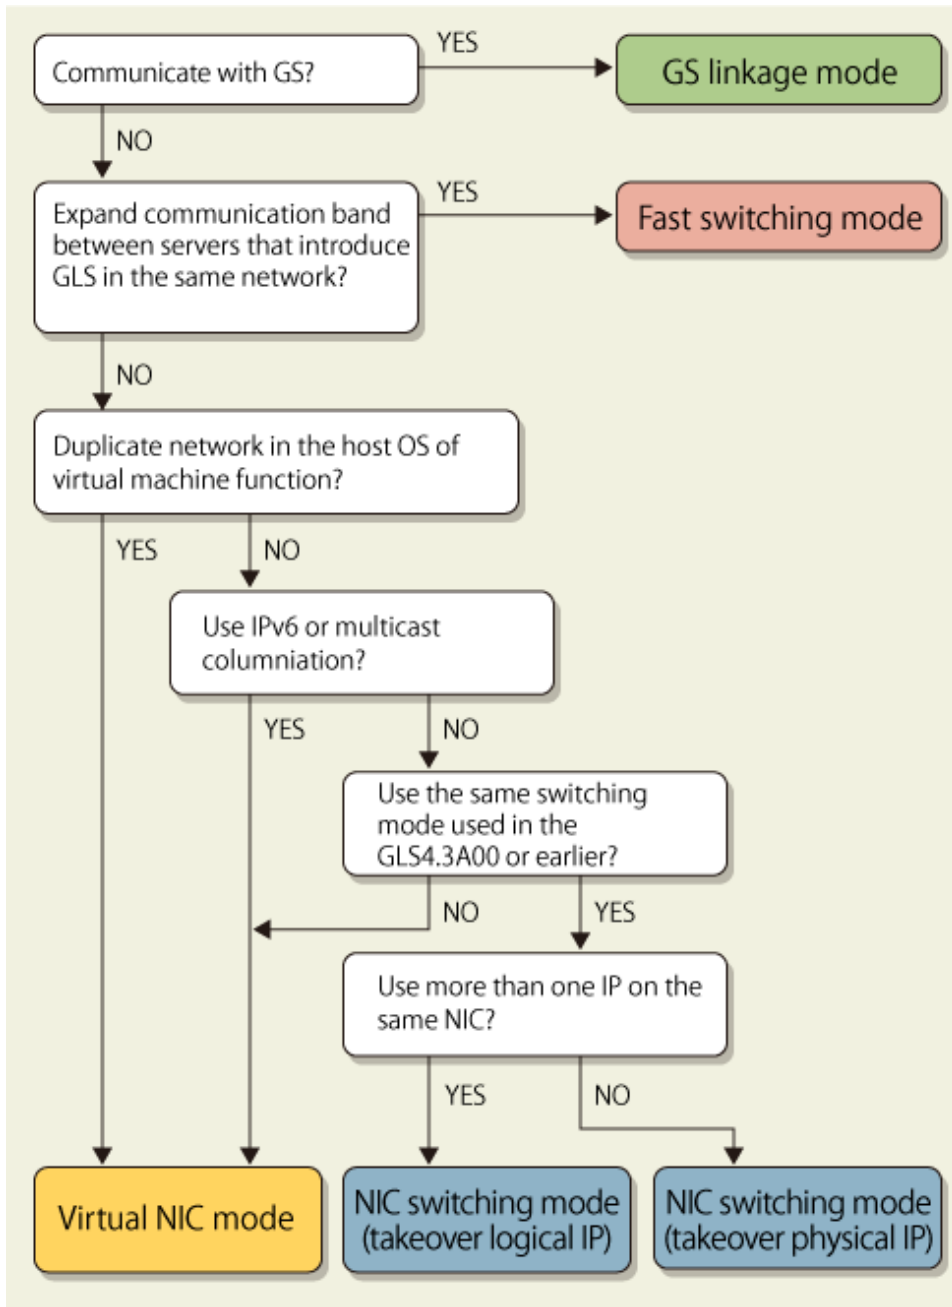 Communicate with GS?
YES
GS linkage mode
NO
Expand communication band
between servers that introduce
GLS in the same network?
YES
Fast switching mode
NO
Duplicate network in the host OS of
virtual machine function?
YES
NO
Use IPv6 or multicast
columniation?
YES
NO
Use the same switching
mode used in the
GLS4.3A00 or earlier?
NO
YES
Use more than one IP on the
same NIC?
YES
NO
Virtual NIC mode
NIC switching mode
(takeover logical IP)
NIC switching mode
(takeover physical IP)